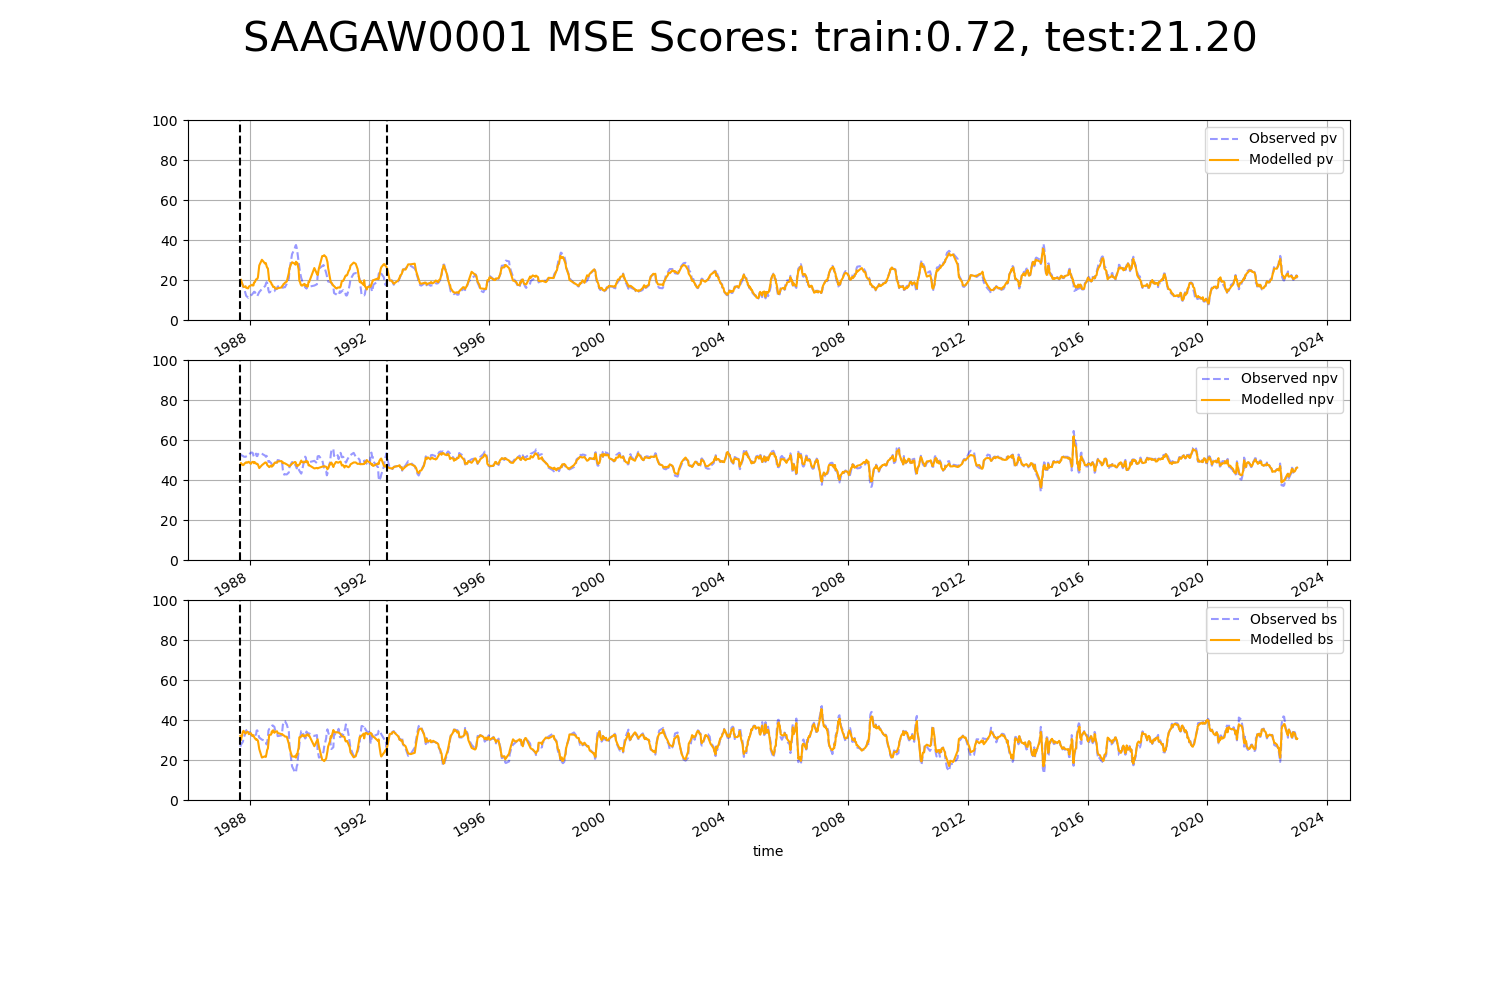 SAAGAW0001 MSE Scores: train:0.72, test:21.20
100
80
60
40
20
0
Observed pv
Modelled pv
1988 1992 1996 2000 2004 2008 2012 2016 2020 2024
100
80
60
40
20
0
Observed npv
Modelled npv
1988 1992 1996 2000 2004 2008 2012 2016 2020 2024
100
80
60
40
20
0
Observed bs
Modelled bs
1988 1992 1996 2000 2004 2008 2012 2016 2020 2024
time